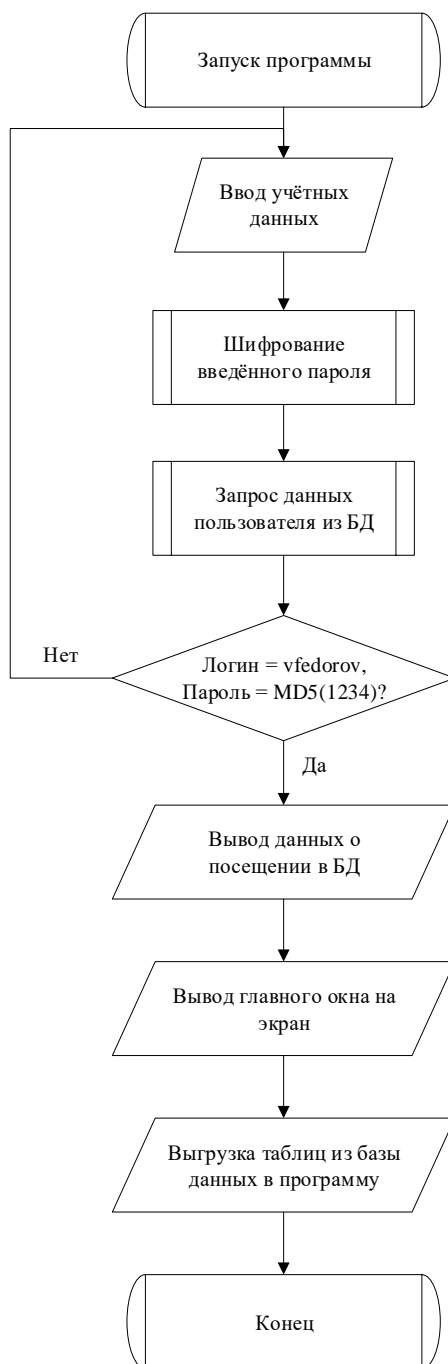 Запуск программы
Ввод учётных
данных
Шифрование
введённого пароля
Запрос данных
пользователя из БД
Нет
Логин = vfedorov,
Пароль = MD5(1234)?
Да
Вывод данных о
посещении в БД
Вывод главного окна на
экран
Выгрузка таблиц из базы
данных в программу
Конец